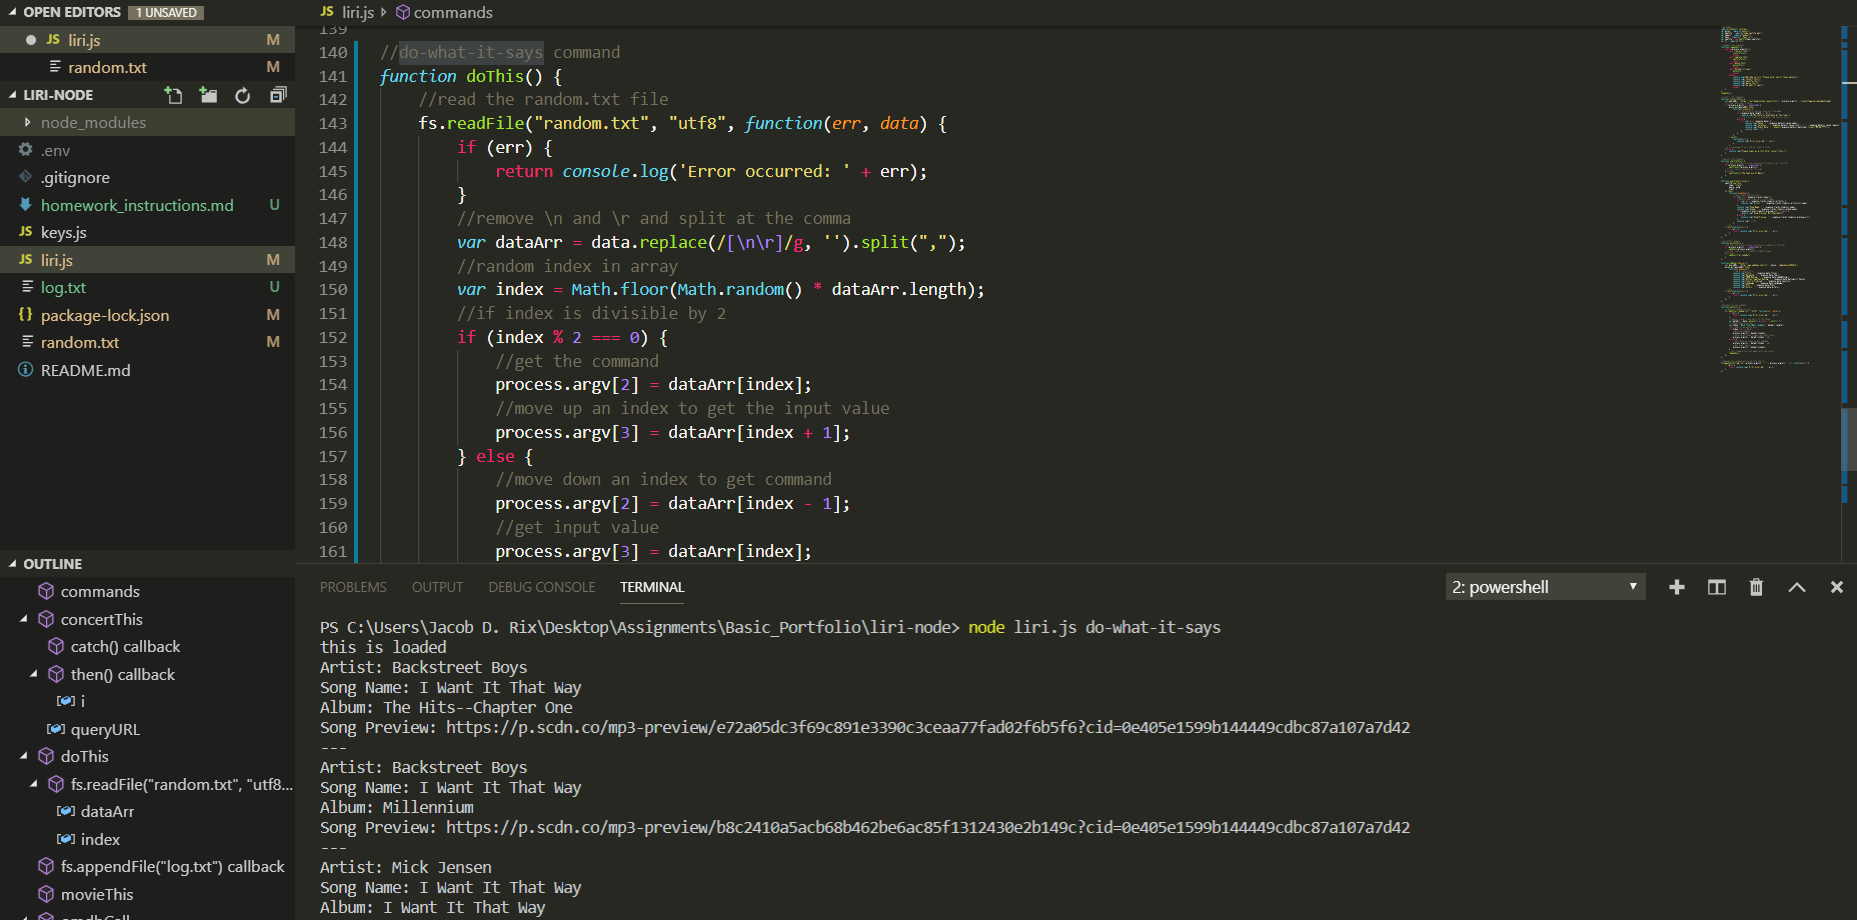 OPEN EDITORS 1 UNSAVED
JS liri.js M
random.txt M
LIRI-NODE
node_modules
.env
.gitignore
homework_instructions.md U
JS keys.js
JS liri.js M
log.txt U
{} package-lock.json M
random.txt M
README.md
OUTLINE
commands
concertThis
catch() callback
then() callback
i
queryURL
doThis
fs.readFile("random.txt", "utf8...
dataArr
index
fs.appendFile("log.txt") callback
movieThis
JS liri.js commands
139
140 //do-what-it-says command
141 function doThis() {
142 //read the random.txt file
143 fs.readFile("random.txt", "utf8", function(err, data) {
144 if (err) {
145 return console.log('Error occurred: ' + err);
146 }
147 //remove \n and \r and split at the comma
148 var dataArr = data.replace(/[\n\r]/g, '').split(",");
149 //random index in array
150 var index = Math.floor(Math.random() * dataArr.length);
151 //if index is divisible by 2
152 if (index % 2 === 0) {
153 //get the command
154 process.argv[2] = dataArr[index];
155 //move up an index to get the input value
156 process.argv[3] = dataArr[index + 1];
157 } else {
158 //move down an index to get command
159 process.argv[2] = dataArr[index - 1];
160 //get input value
161 process.argv[3] = dataArr[index];
PROBLEMS OUTPUT DEBUG CONSOLE TERMINAL 2: powershell
PS C:\Users\Jacob D. Rix\Desktop\Assignments\Basic_Portfolio\liri-node> node liri.js do-what-it-says
this is loaded
Artist: Backstreet Boys
Song Name: I Want It That Way
Album: The Hits--Chapter One
Song Preview: https://p.scdn.co/mp3-preview/e72a05dc3f69c891e3390c3ceaa77fad02f6b5f6?cid=0e405e1599b144449cdbc87a107a7d42
---
Artist: Backstreet Boys
Song Name: I Want It That Way
Album: Millennium
Song Preview: https://p.scdn.co/mp3-preview/b8c2410a5acb68b462be6ac85f1312430e2b149c?cid=0e405e1599b144449cdbc87a107a7d42
---
Artist: Mick Jensen
Song Name: I Want It That Way
Album: I Want It That Way